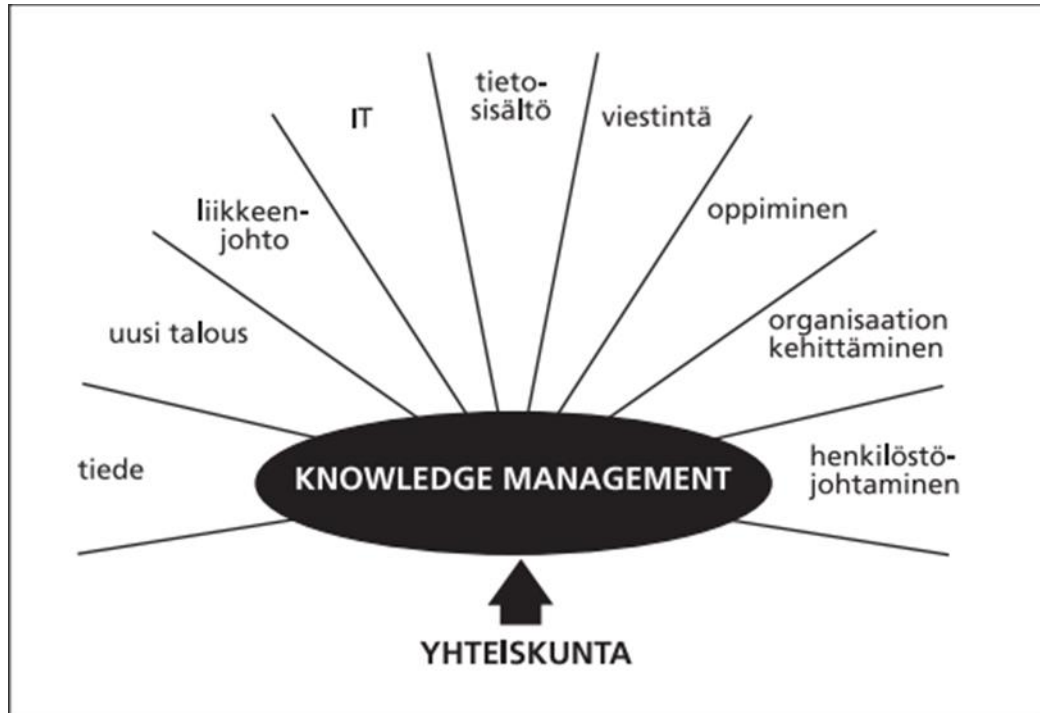 tiede
uusi talous
liikkeen-
johto
IT
tieto-
sisältö
viestintä
oppiminen
organisaation
kehittäminen
henkilöstö-
johtaminen
KNOWLEDGE MANAGEMENT
YHTEISKUNTA